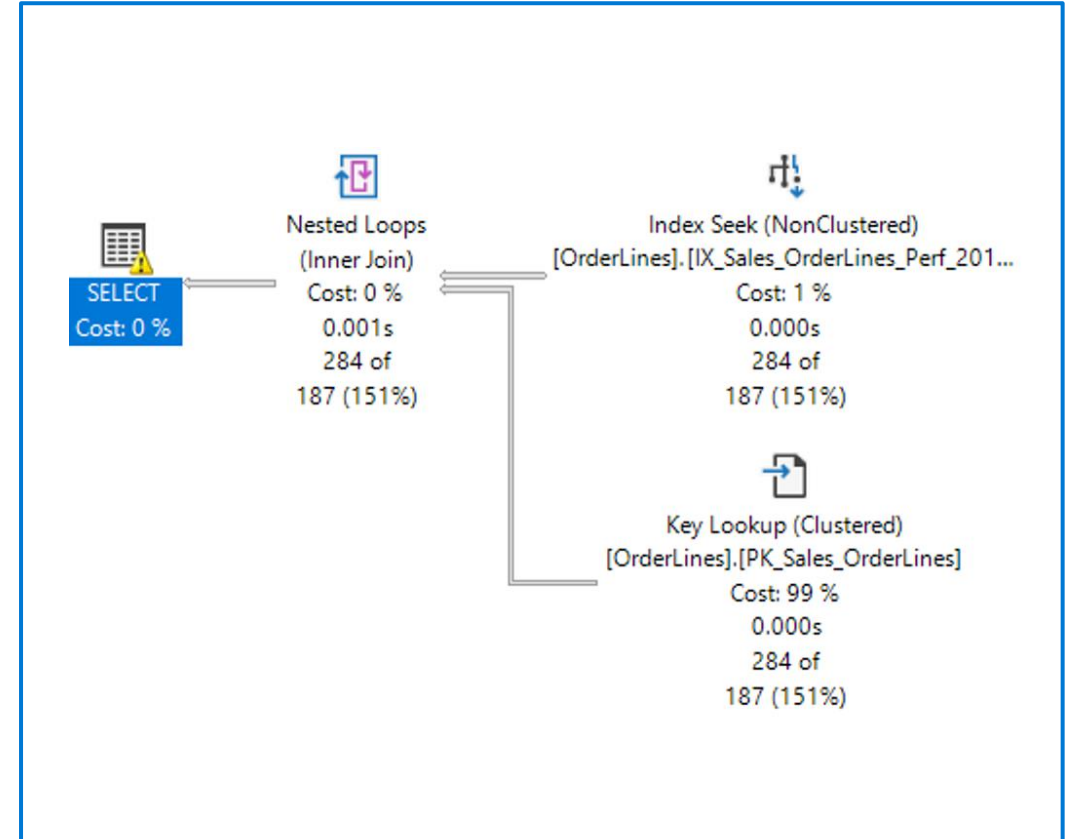 SELECT
Cost: 0 %
Nested Loops
(Inner Join)
Cost: 0 %
0.001s
284 of
187 (151%)
Index Seek (NonClustered)
[OrderLines].[IX_Sales_OrderLines_Perf_201...
Cost: 1 %
0.000s
284 of
187 (151%)
Key Lookup (Clustered)
[OrderLines].[PK_Sales_OrderLines]
Cost: 99 %
0.000s
284 of
187 (151%)